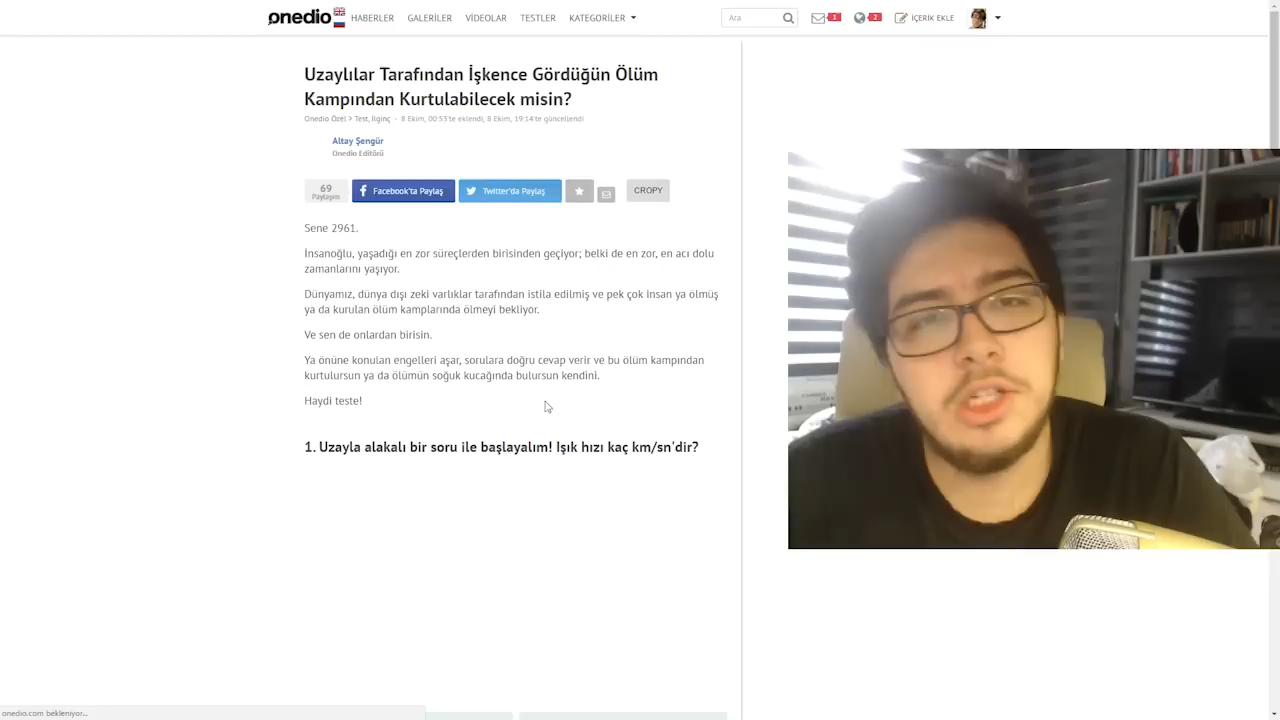 onedio HABERLER GALERİLER VİDEOLAR TESTLER KATEGORİLER Ara 1 2 İÇERİK EKLE
Uzaylılar Tarafından İşkence Gördüğün Ölüm
Kampından Kurtulabilecek misin?
Onedio Özel > Test, İlginç - 8 Ekim, 00:53'te eklendi, 8 Ekim, 19:14'te güncellendi
Altay Şengür
Onedio Editörü
69 Facebook'ta Paylaş Twitter'da Paylaş CROPY
Paylaşım
Sene 2961.
İnsanoğlu, yaşadığı en zor süreçlerden birisinden geçiyor; belki de en zor, en acı dolu
zamanlarını yaşıyor.
Dünyamız, dünya dışı zeki varlıklar tarafından istila edilmiş ve pek çok insan ya ölmüş
ya da kurulan ölüm kamplarında ölmeyi bekliyor.
Ve sen de onlardan birisin.
Ya önüne konulan engelleri aşar, sorulara doğru cevap verir ve bu ölüm kampından
kurtulursun ya da ölümün soğuk kucağında bulursun kendini.
Haydi teste!
1. Uzayla alakalı bir soru ile başlayalım! Işık hızı kaç km/sn'dir?
onedio.com bekleniyor...